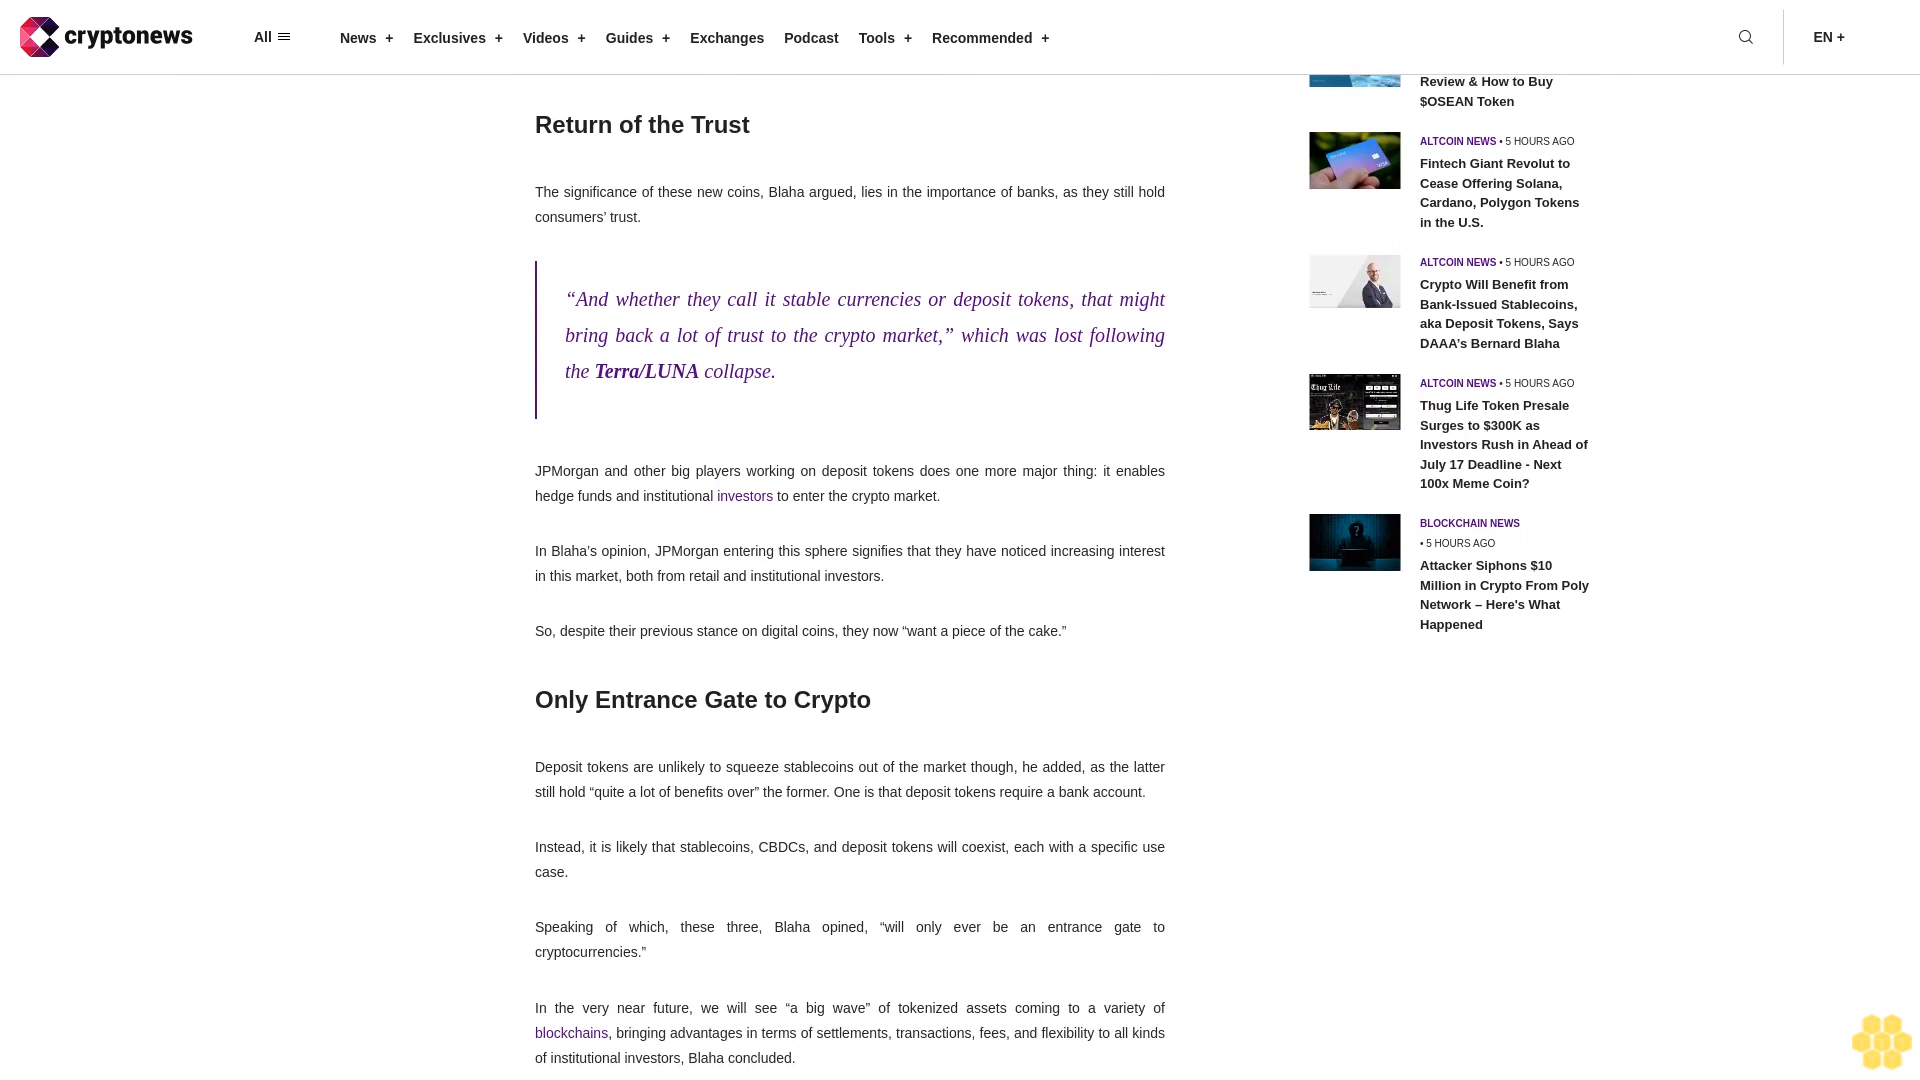 cryptonews
All
News +
Exclusives +
Videos +
Guides +
Exchanges
Podcast
Tools +
Recommended +
EN +
Return of the Trust
The significance of these new coins, Blaha argued, lies in the importance of banks, as they still hold
consumers’ trust.
“And whether they call it stable currencies or deposit tokens, that might
bring back a lot of trust to the crypto market,” which was lost following
the Terra/LUNA collapse.
JPMorgan and other big players working on deposit tokens does one more major thing: it enables
hedge funds and institutional investors to enter the crypto market.
In Blaha’s opinion, JPMorgan entering this sphere signifies that they have noticed increasing interest
in this market, both from retail and institutional investors.
So, despite their previous stance on digital coins, they now “want a piece of the cake.”
Only Entrance Gate to Crypto
Deposit tokens are unlikely to squeeze stablecoins out of the market though, he added, as the latter
still hold “quite a lot of benefits over” the former. One is that deposit tokens require a bank account.
Instead, it is likely that stablecoins, CBDCs, and deposit tokens will coexist, each with a specific use
case.
Speaking of which, these three, Blaha opined, “will only ever be an entrance gate to
cryptocurrencies.”
In the very near future, we will see “a big wave” of tokenized assets coming to a variety of
blockchains, bringing advantages in terms of settlements, transactions, fees, and flexibility to all kinds
of institutional investors, Blaha concluded.
Review & How to Buy
$OSEAN Token
ALTCOIN NEWS • 5 HOURS AGO
Fintech Giant Revolut to
Cease Offering Solana,
Cardano, Polygon Tokens
in the U.S.
ALTCOIN NEWS • 5 HOURS AGO
Crypto Will Benefit from
Bank-Issued Stablecoins,
aka Deposit Tokens, Says
DAAA’s Bernard Blaha
Thug Life
ALTCOIN NEWS • 5 HOURS AGO
Thug Life Token Presale
Surges to $300K as
Investors Rush in Ahead of
July 17 Deadline - Next
100x Meme Coin?
BLOCKCHAIN NEWS
• 5 HOURS AGO
Attacker Siphons $10
Million in Crypto From Poly
Network – Here's What
Happened